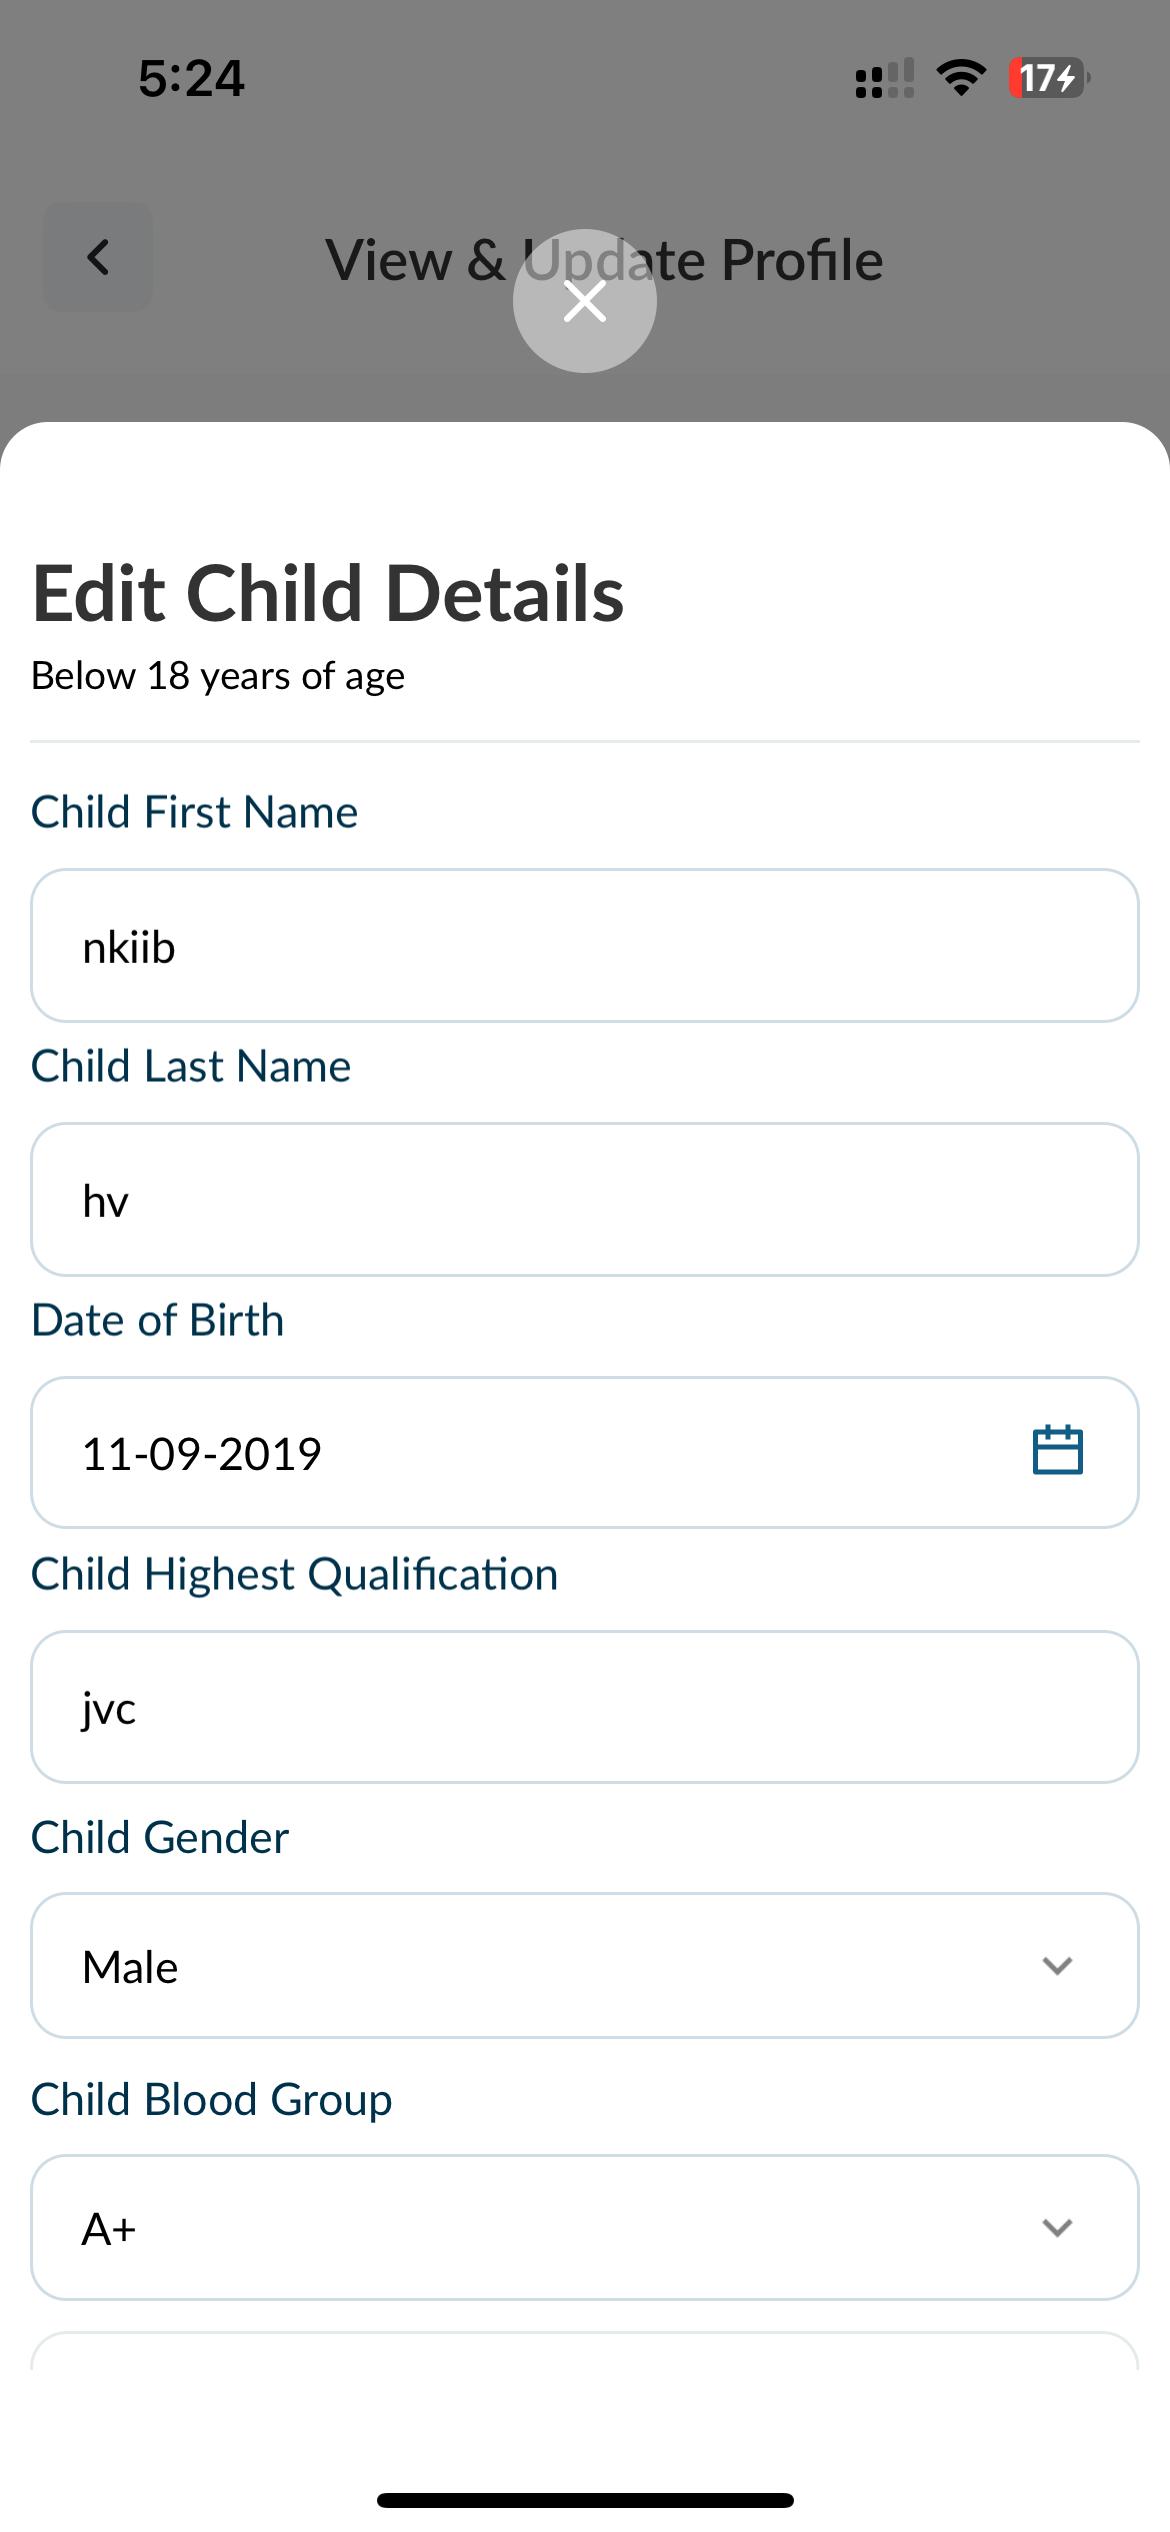 5:24
17
View & Update Profile
Edit Child Details
Below 18 years of age
Child First Name
nkiib
Child Last Name
hv
Date of Birth
11-09-2019
Child Highest Qualification
jvc
Child Gender
Male
Child Blood Group
A+